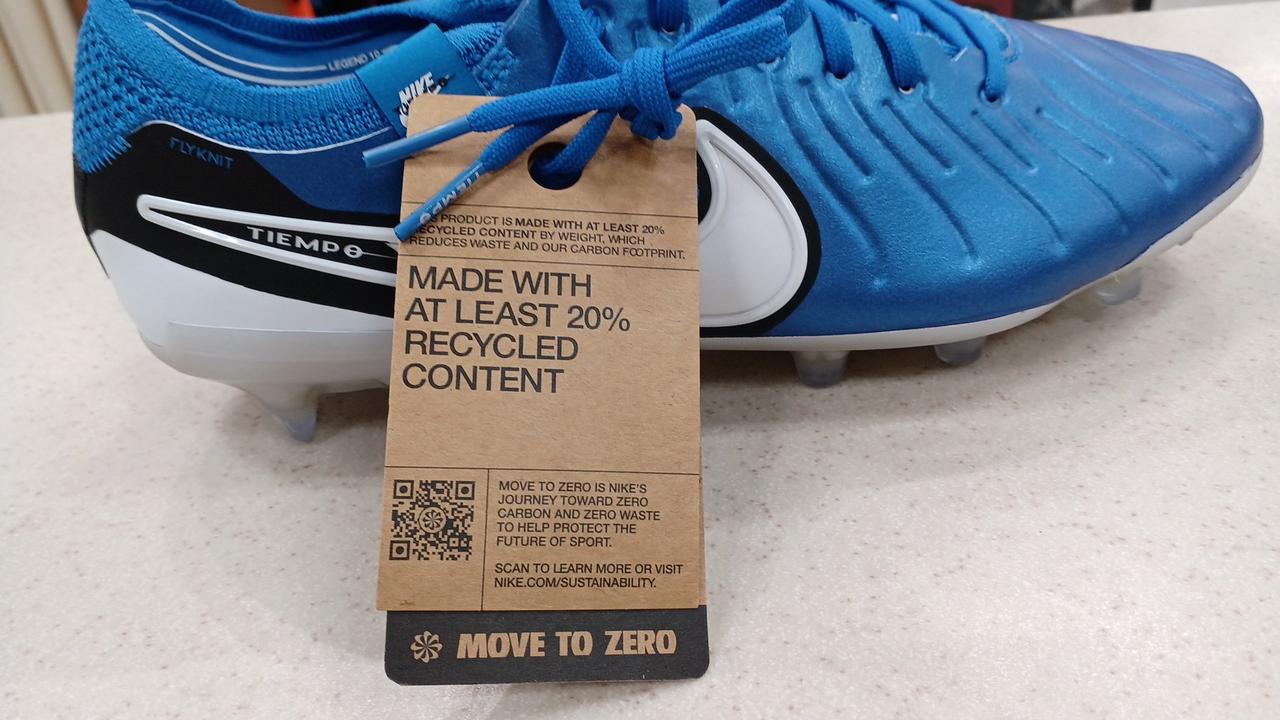 LEGEND 10
NIKE
FLYKNIT
TIEMPO
TIEMPO
PRODUCT IS MADE WITH AT LEAST 20%
RECYCLED CONTENT BY WEIGHT, WHICH
REDUCES WASTE AND OUR CARBON FOOTPRINT.
MADE WITH
AT LEAST 20%
RECYCLED
CONTENT
MOVE TO ZERO IS NIKE'S
JOURNEY TOWARD ZERO
CARBON AND ZERO WASTE
TO HELP PROTECT THE
FUTURE OF SPORT.
SCAN TO LEARN MORE OR VISIT
NIKE.COM/SUSTAINABILITY.
MOVE TO ZERO